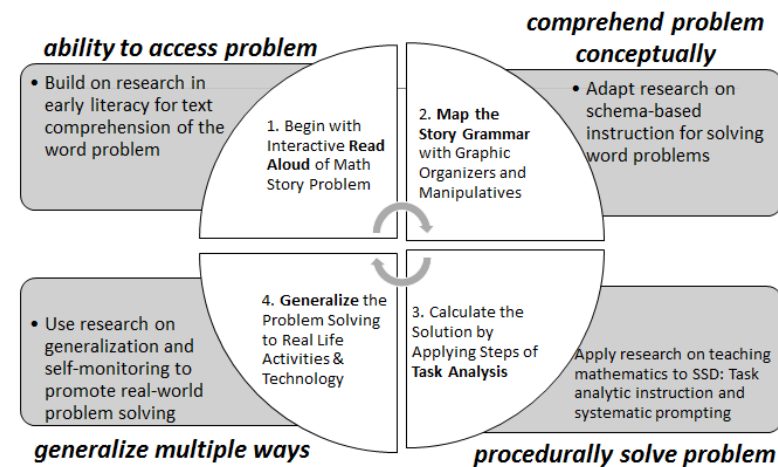 ability to access problem
• Build on research in
early literacy for text
comprehension of the
word problem
1. Begin with
Interactive Read
Aloud of Math
Story Problem
comprehend problem
conceptually
2. Map the
Story Grammar
with Graphic
Organizers and
Manipulatives
• Adapt research on
schema-based
instruction for solving
word problems
4. Generalize the
Problem Solving
to Real Life
Activities &
Technology
• Use research on
generalization and
self-monitoring to
promote real-world
problem solving
generalize multiple ways
3. Calculate the
Solution by
Applying Steps of
Task Analysis
Apply research on teaching
mathematics to SSD: Task
analytic instruction and
systematic prompting
procedurally solve problem